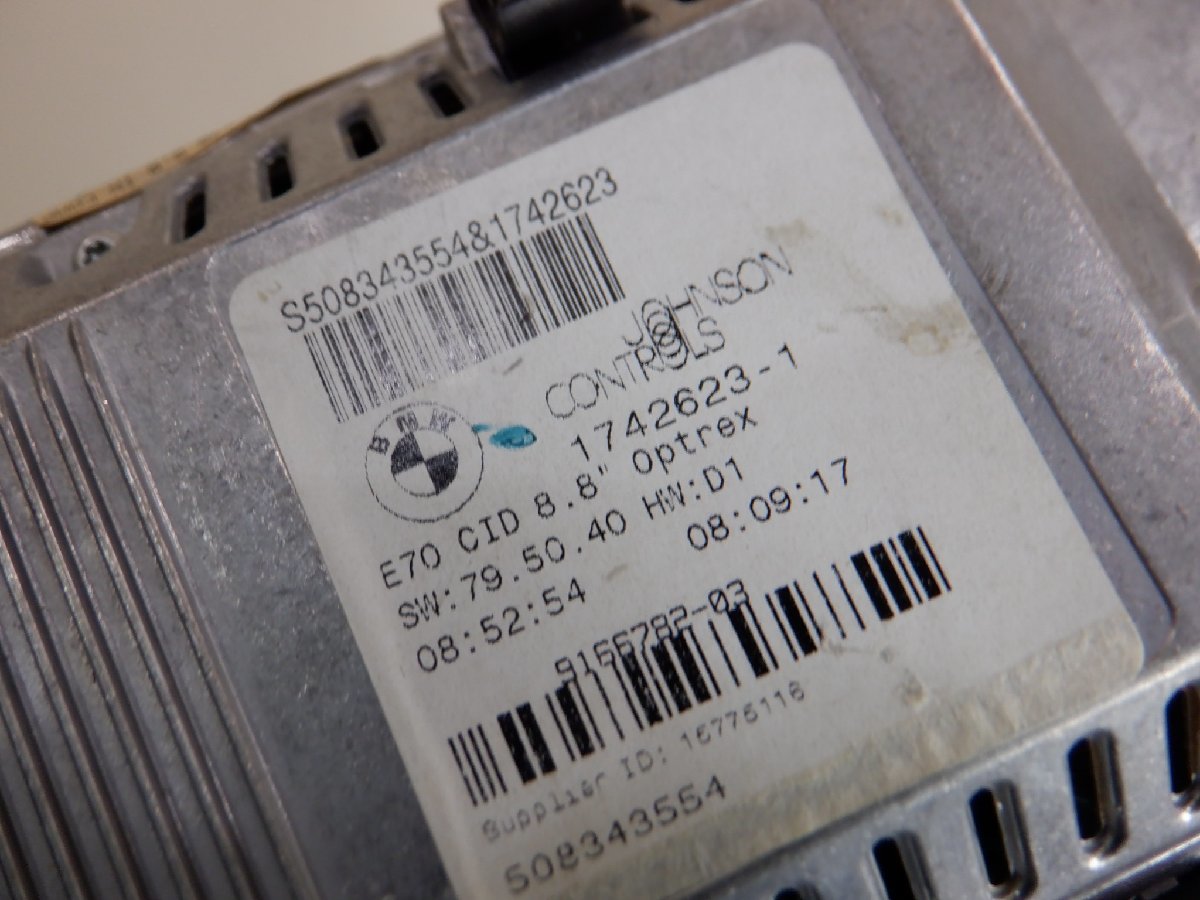 S508343554&1742623
JOHNSON
CONTROLS
BMW
1742623-1
E70 CID 8.8" Optrex
SW:79.50.40 HW:D1
08:52:54 08:09:17
9166782-03
Supplier ID: 16776116
508343554